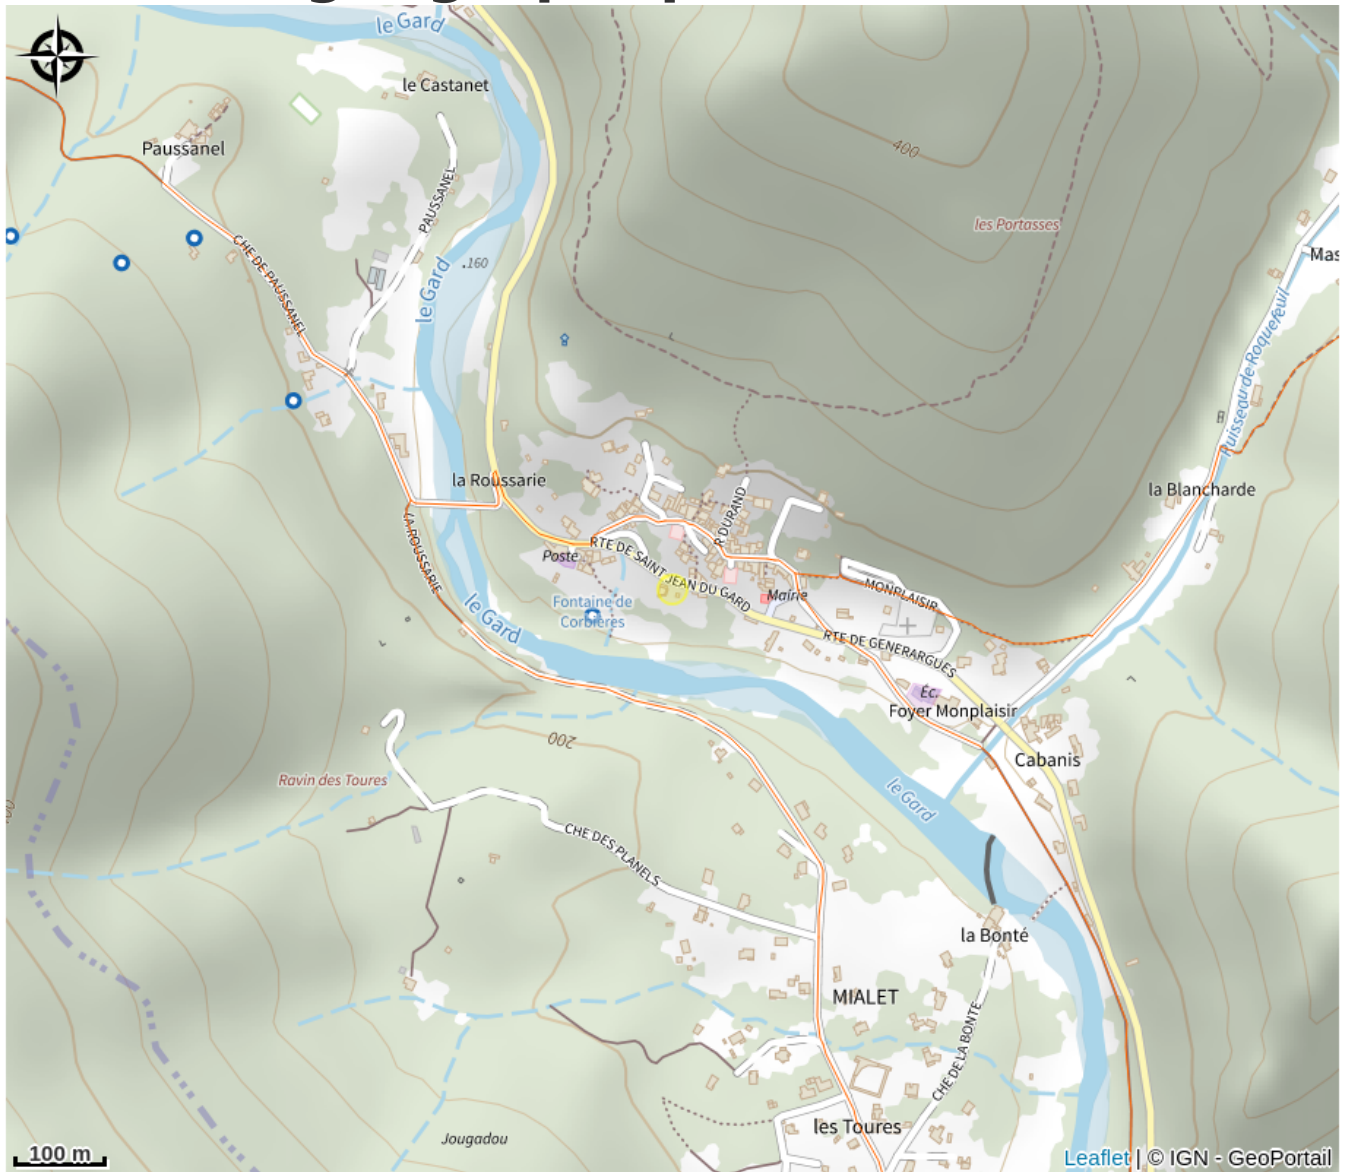 le Gard
le Castanet
Paussanel
PAUSSANEL
400
les Portasses
CHE DE PAUSSANEL
.160
le Gard
Mas
Ruisseau de Roquefeuil
la Roussarie
la Blancharde
R DURAND
LA ROUSSARIE
Poste
RTE DE SAINT JEAN DU GARD
MONPLAISIR
Mairie
Fontaine de
Corbières
le Gard
RTE DE GENERARGUES
Éc.
Foyer Monplaisir
200
Cabanis
Ravin des Toures
le Gard
CHE DES PLANELS
la Bonté
MIALET
CHE DE LA BONTE
les Toures
Jougadou
100 m
Leaflet | © IGN - GeoPortail